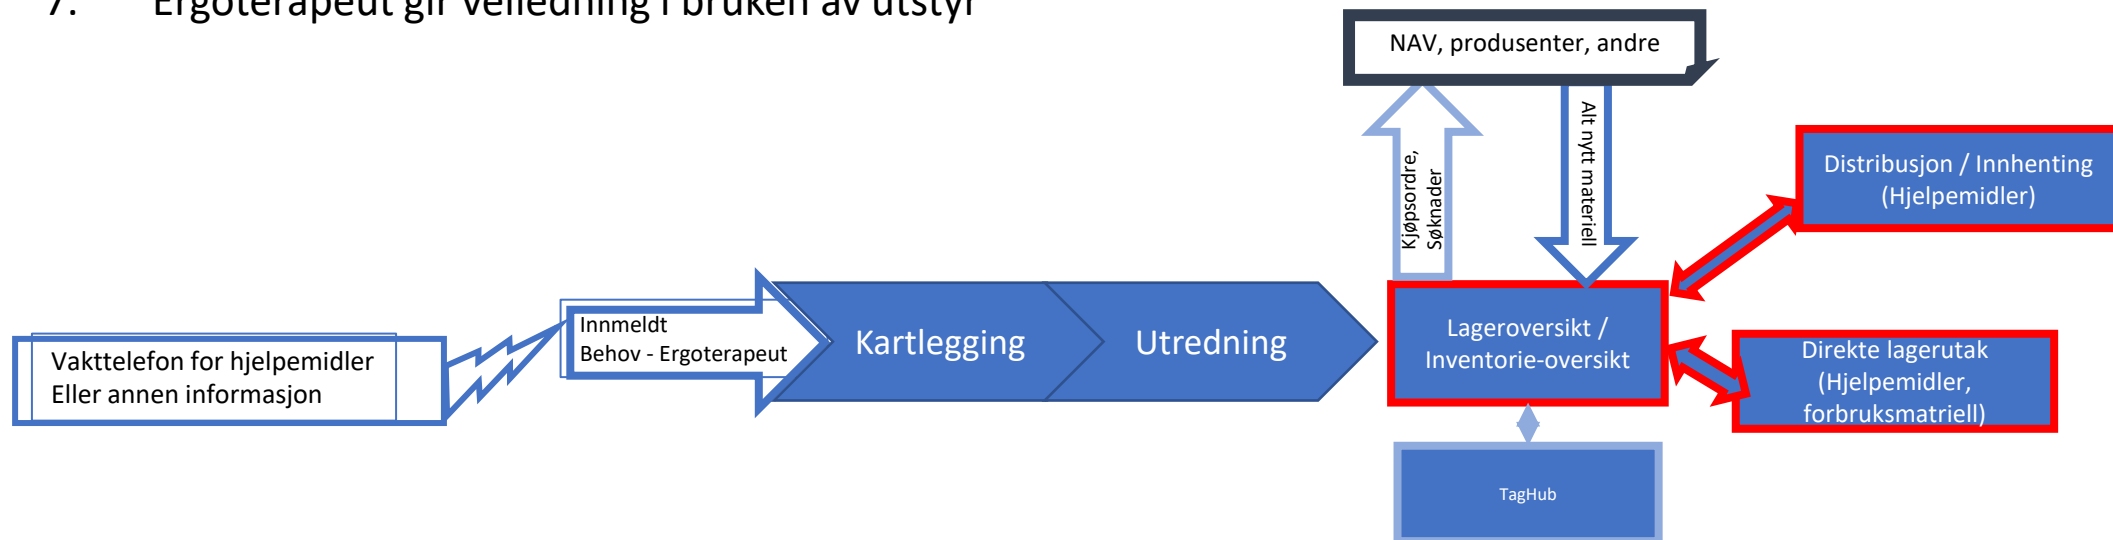 7. Ergoterapeut gir veiledning i bruken av utstyr
NAV, produsenter, andre
Kjøpsordre,
Søknader
Alt nytt materiell
Distribusjon / Innhenting
(Hjelpemidler)
Vakttelefon for hjelpemidler
Eller annen informasjon
Innmeldt
Behov - Ergoterapeut
Kartlegging
Utredning
Lageroversikt /
Inventorie-oversikt
Direkte lagerutak
(Hjelpemidler,
forbruksmatriell)
TagHub